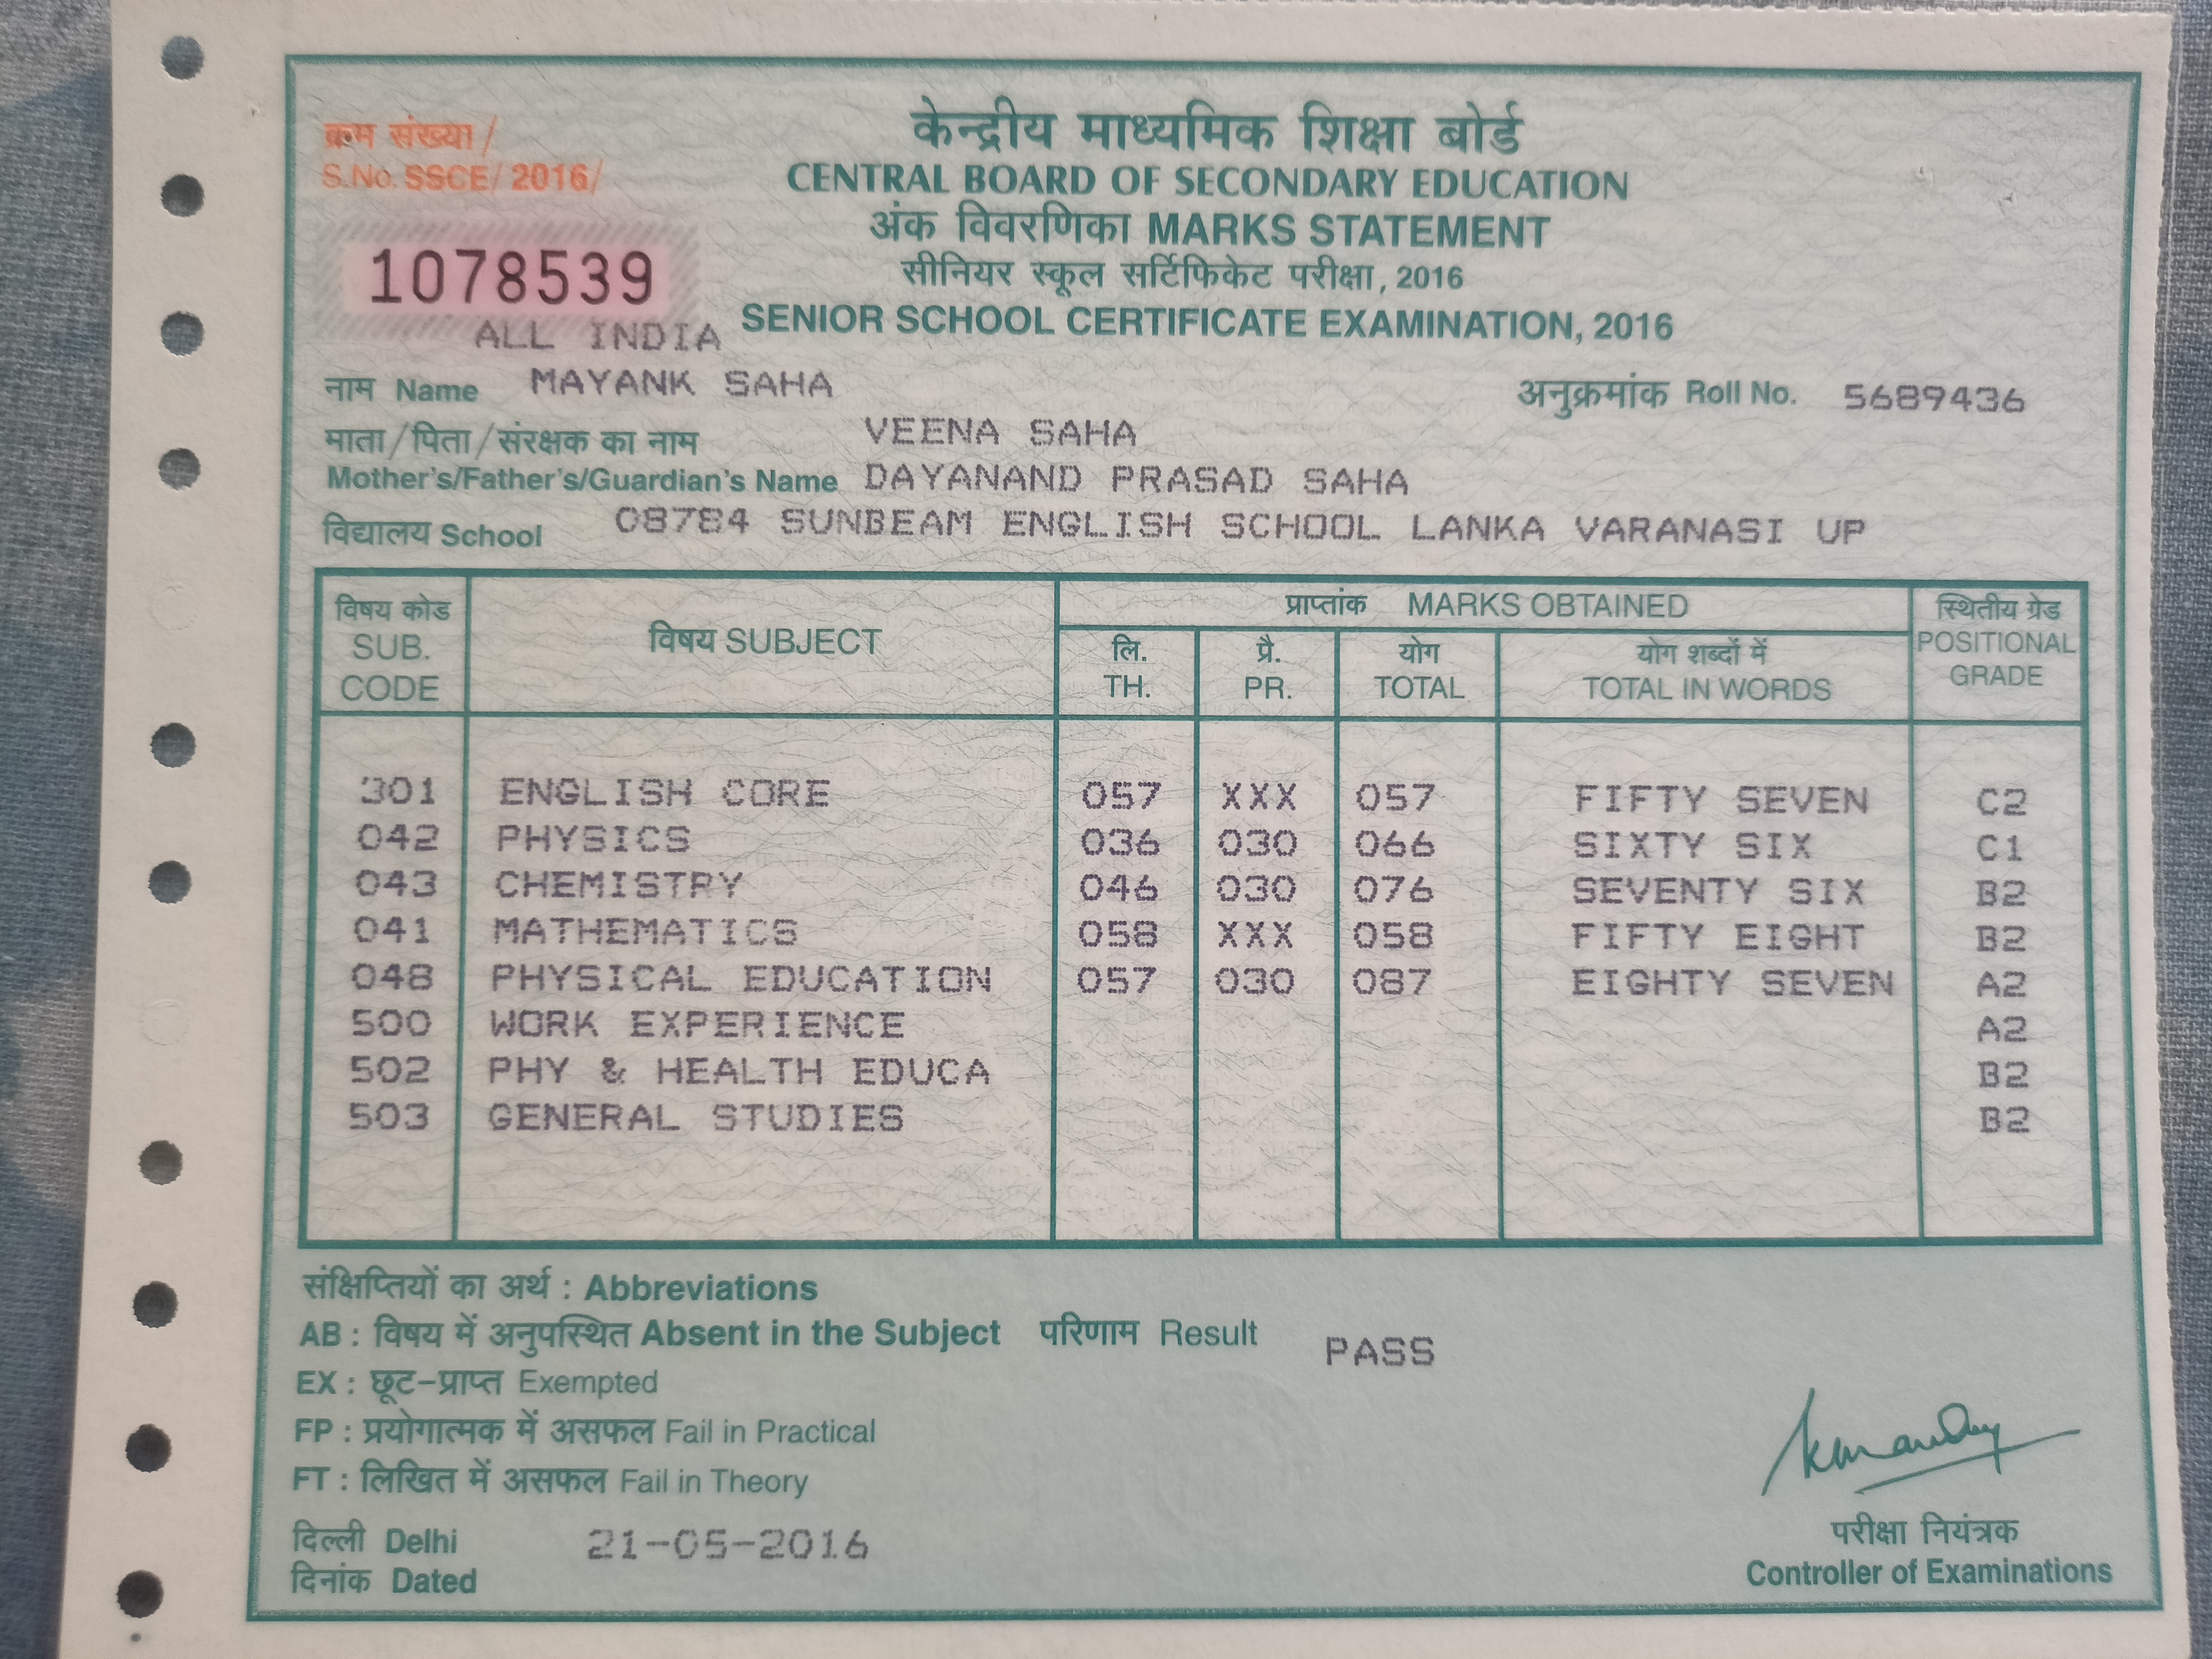 क्रम संख्या /
S.No. SSCE/ 2016/
1078539
केन्द्रीय माध्यमिक शिक्षा बोर्ड
CENTRAL BOARD OF SECONDARY EDUCATION
अंक विवरणिका MARKS STATEMENT
सीनियर स्कूल सर्टिफिकेट परीक्षा, 2016
SENIOR SCHOOL CERTIFICATE EXAMINATION, 2016
ALL INDIA
नाम Name MAYANK SAHA अनुक्रमांक Roll No. 5689436
माता/पिता/संरक्षक का नाम VEENA SAHA
Mother's/Father's/Guardian's Name DAYANAND PRASAD SAHA
विद्यालय School 08784 SUNBEAM ENGLISH SCHOOL LANKA VARANASI UP
विषय कोड SUB. CODE विषय SUBJECT प्राप्तांक MARKS OBTAINED स्थितीय ग्रेड POSITIONAL GRADE
लि. TH. प्रै. PR. योग TOTAL योग शब्दों में TOTAL IN WORDS
301 ENGLISH CORE 057 XXX 057 FIFTY SEVEN C2
042 PHYSICS 036 030 066 SIXTY SIX C1
043 CHEMISTRY 046 030 076 SEVENTY SIX B2
041 MATHEMATICS 058 XXX 058 FIFTY EIGHT B2
048 PHYSICAL EDUCATION 057 030 087 EIGHTY SEVEN A2
500 WORK EXPERIENCE A2
502 PHY & HEALTH EDUCA B2
503 GENERAL STUDIES B2
संक्षिप्तियों का अर्थ : Abbreviations
AB : विषय में अनुपस्थित Absent in the Subject परिणाम Result PASS
EX : छूट-प्राप्त Exempted
FP : प्रयोगात्मक में असफल Fail in Practical
FT : लिखित में असफल Fail in Theory
दिल्ली Delhi 21-05-2016
दिनांक Dated
परीक्षा नियंत्रक
Controller of Examinations